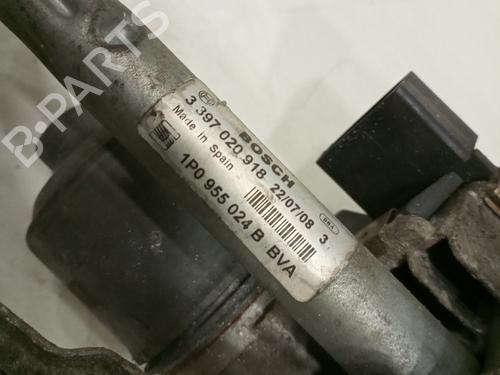 B-PARTS
BOSCH
3 397 020 918 22/07/08 3
Made in Spain
1P0 955 024 B BVA